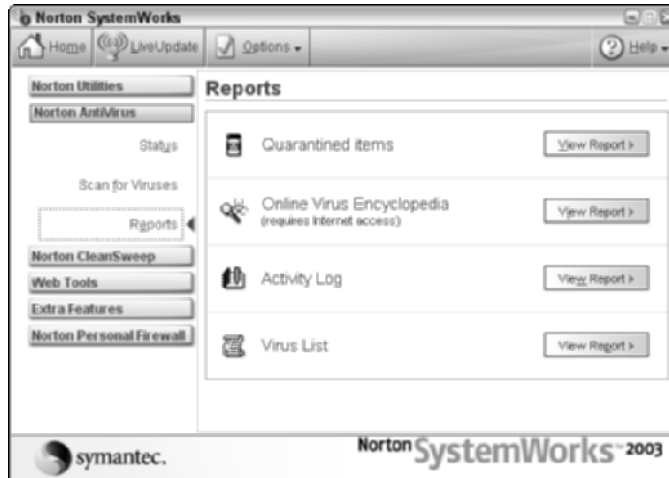 Norton SystemWorks
Home LiveUpdate Options Help
Norton Utilities
Norton AntiVirus
Status
Scan for Viruses
Reports
Norton CleanSweep
Web Tools
Extra Features
Norton Personal Firewall
Reports
Quarantined items View Report
Online Virus Encyclopedia View Report
(requires Internet access)
Activity Log View Report
Virus List View Report
symantec.
Norton SystemWorks™ 2003